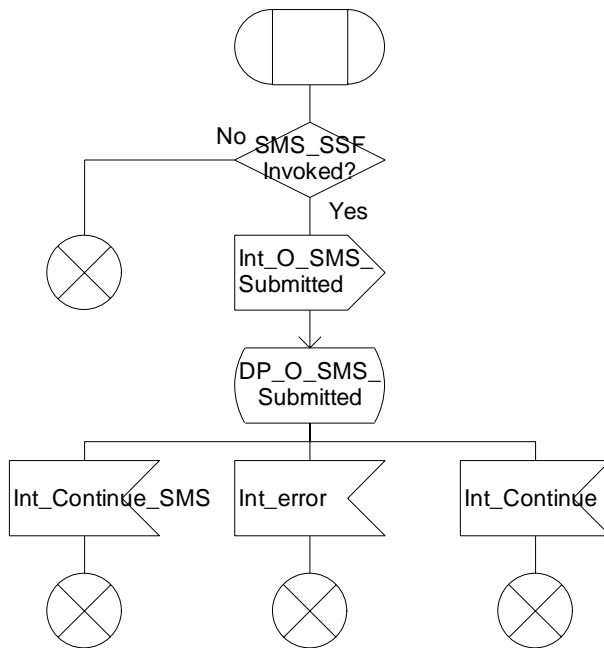 No
SMS_SSF
Invoked?
Yes
Int_O_SMS_
Submitted
DP_O_SMS_
Submitted
Int_Continue_SMS
Int_error
Int_Continue